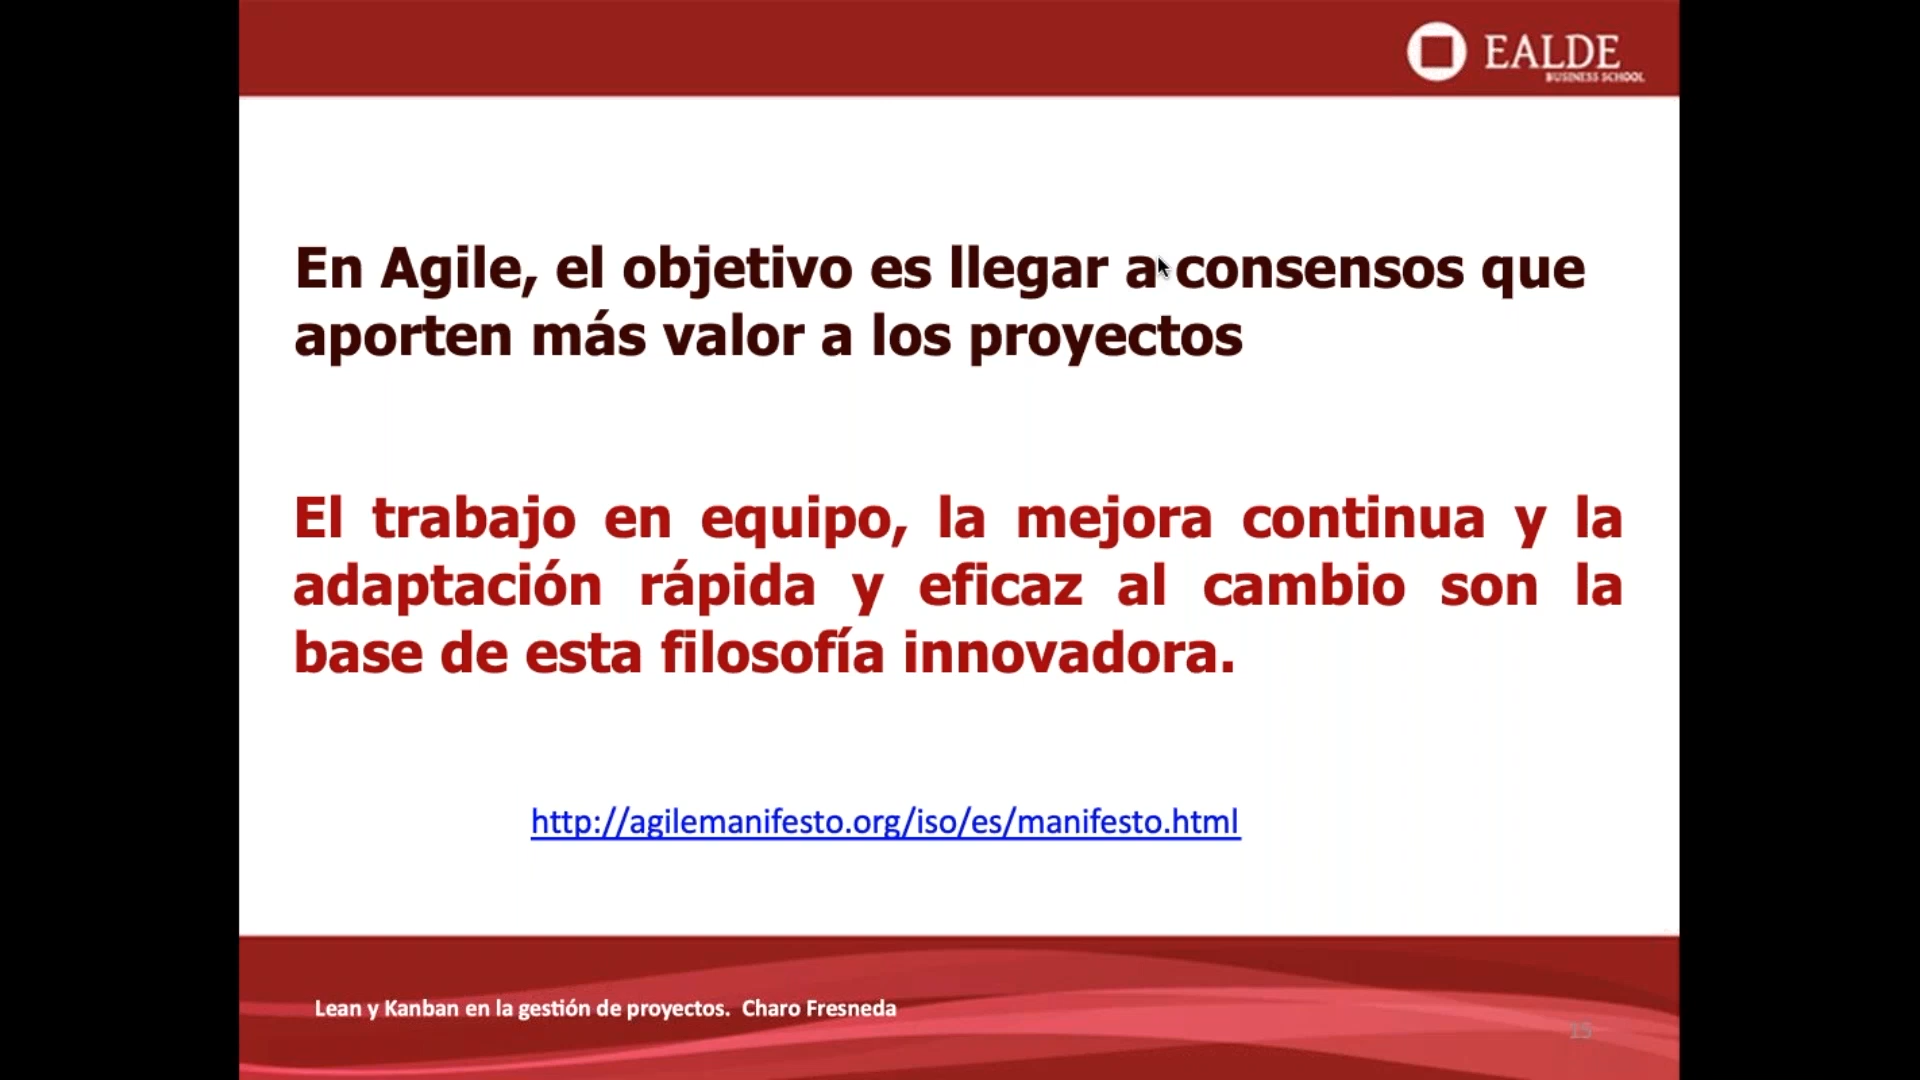 EALDE
BUSINESS SCHOOL
En Agile, el objetivo es llegar a consensos que
aporten más valor a los proyectos
El trabajo en equipo, la mejora continua y la
adaptación rápida y eficaz al cambio son la
base de esta filosofía innovadora.
http://agilemanifesto.org/iso/es/manifesto.html
Lean y Kanban en la gestión de proyectos. Charo Fresneda